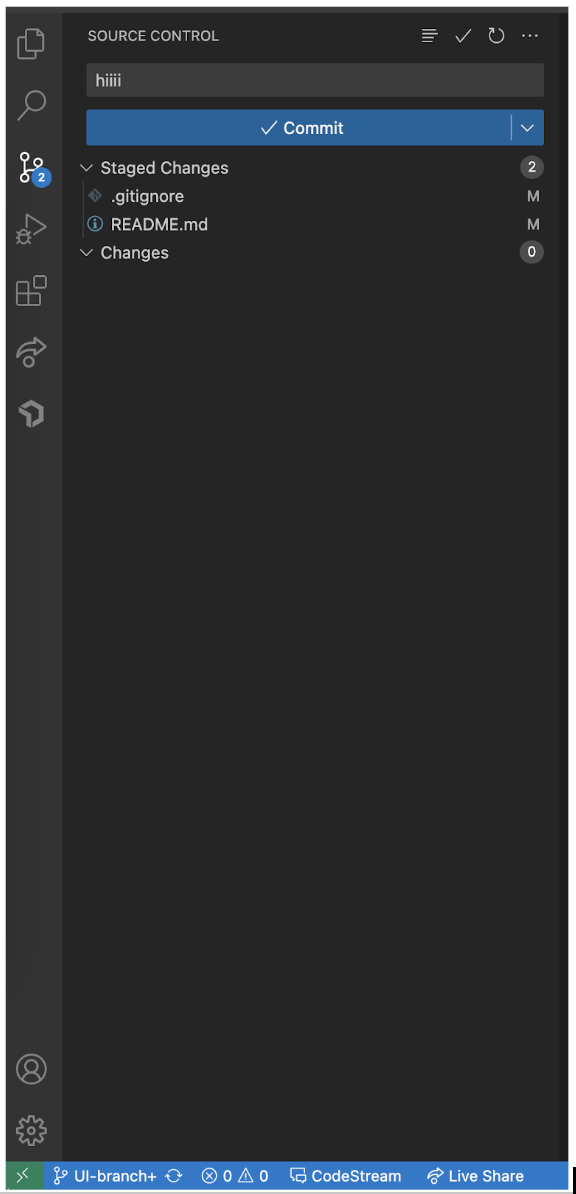 SOURCE CONTROL
hiiii
Commit
Staged Changes 2
.gitignore M
README.md M
Changes 0
2
UI-branch+ 0 0 CodeStream Live Share